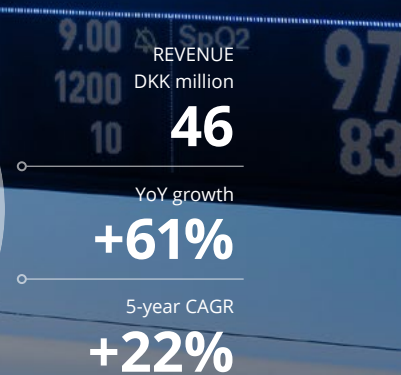 9.00 SpO2 97
1200
10 83
REVENUE
DKK million
46
YoY growth
+61%
5-year CAGR
+22%